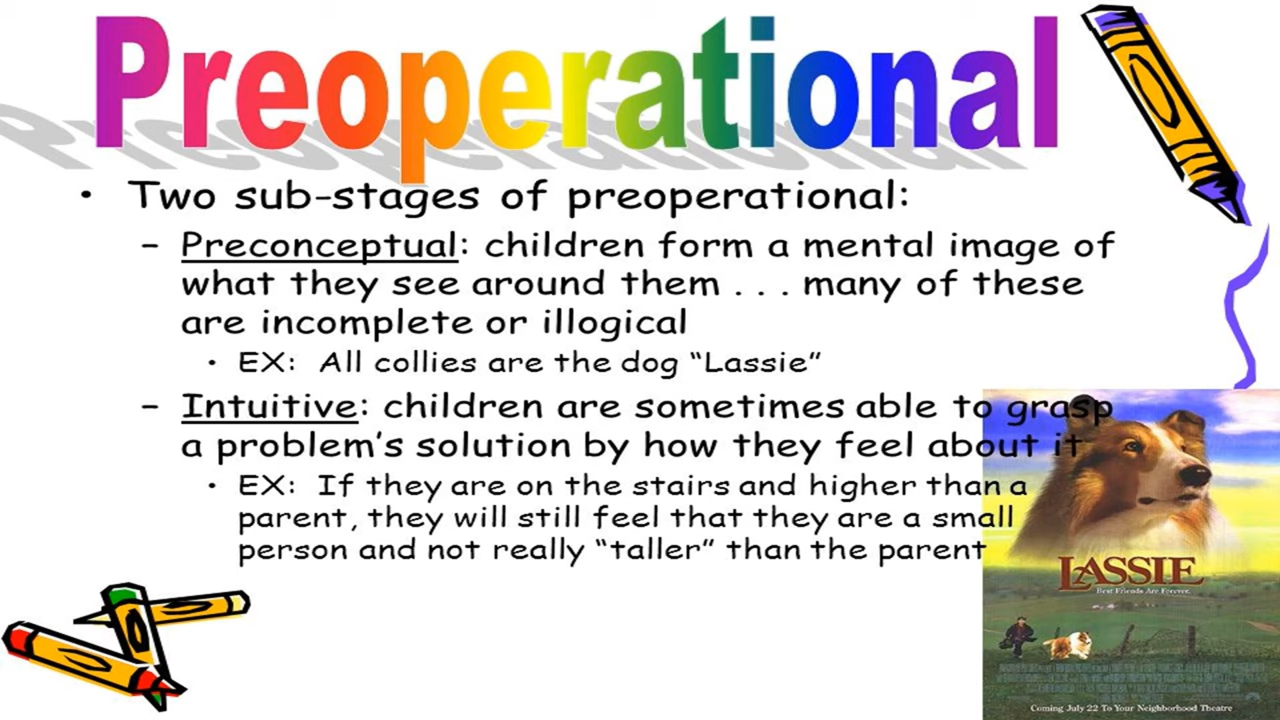 Preoperational
• Two sub-stages of preoperational:
– Preconceptual: children form a mental image of
what they see around them . . . many of these
are incomplete or illogical
• EX: All collies are the dog “Lassie”
– Intuitive: children are sometimes able to grasp
a problem’s solution by how they feel about it
• EX: If they are on the stairs and higher than a
parent, they will still feel that they are a small
person and not really “taller” than the parent
LASSIE
Best Friends Are Forever.
Coming July 22 To Your Neighborhood Theatre